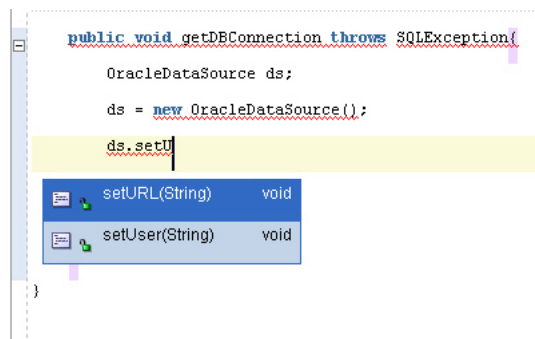 public void getDBConnection throws SQLException{
OracleDataSource ds;
ds = new OracleDataSource();
ds.setU
setURL(String) void
setUser(String) void
}